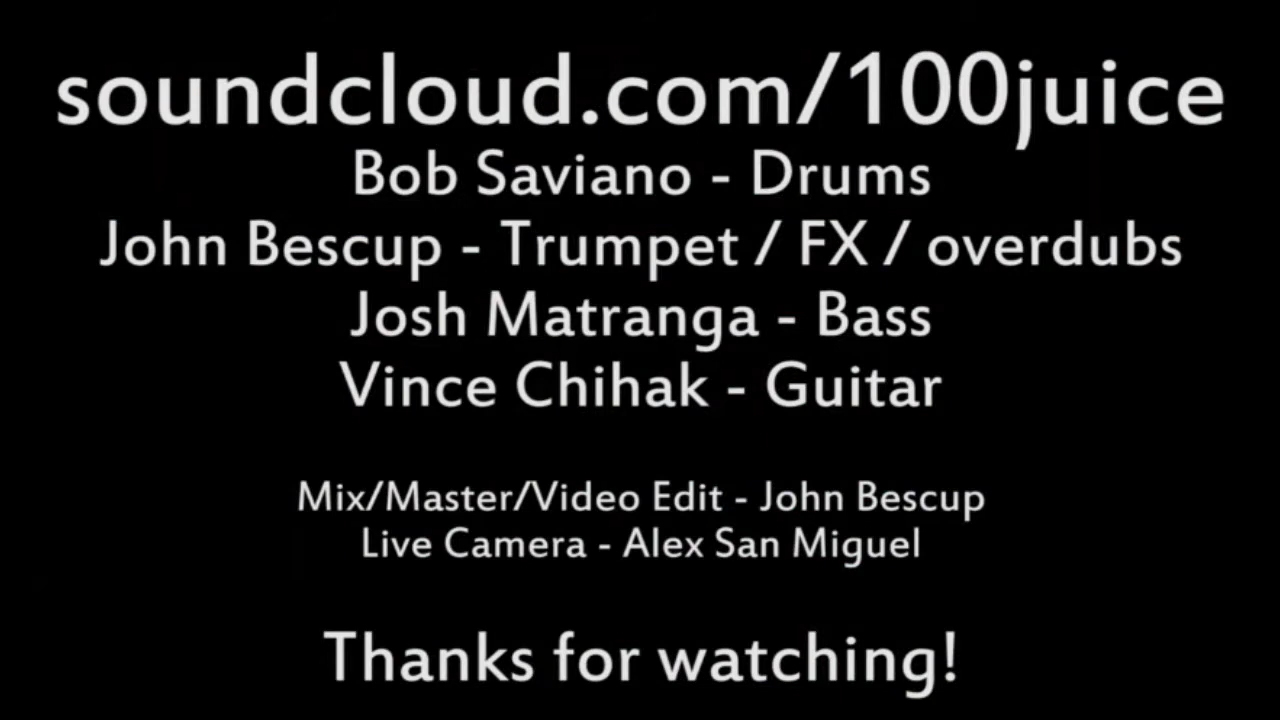 soundcloud.com/100juice
Bob Saviano - Drums
John Bescup - Trumpet / FX / overdubs
Josh Matranga - Bass
Vince Chihak - Guitar
Mix/Master/Video Edit - John Bescup
Live Camera - Alex San Miguel
Thanks for watching!